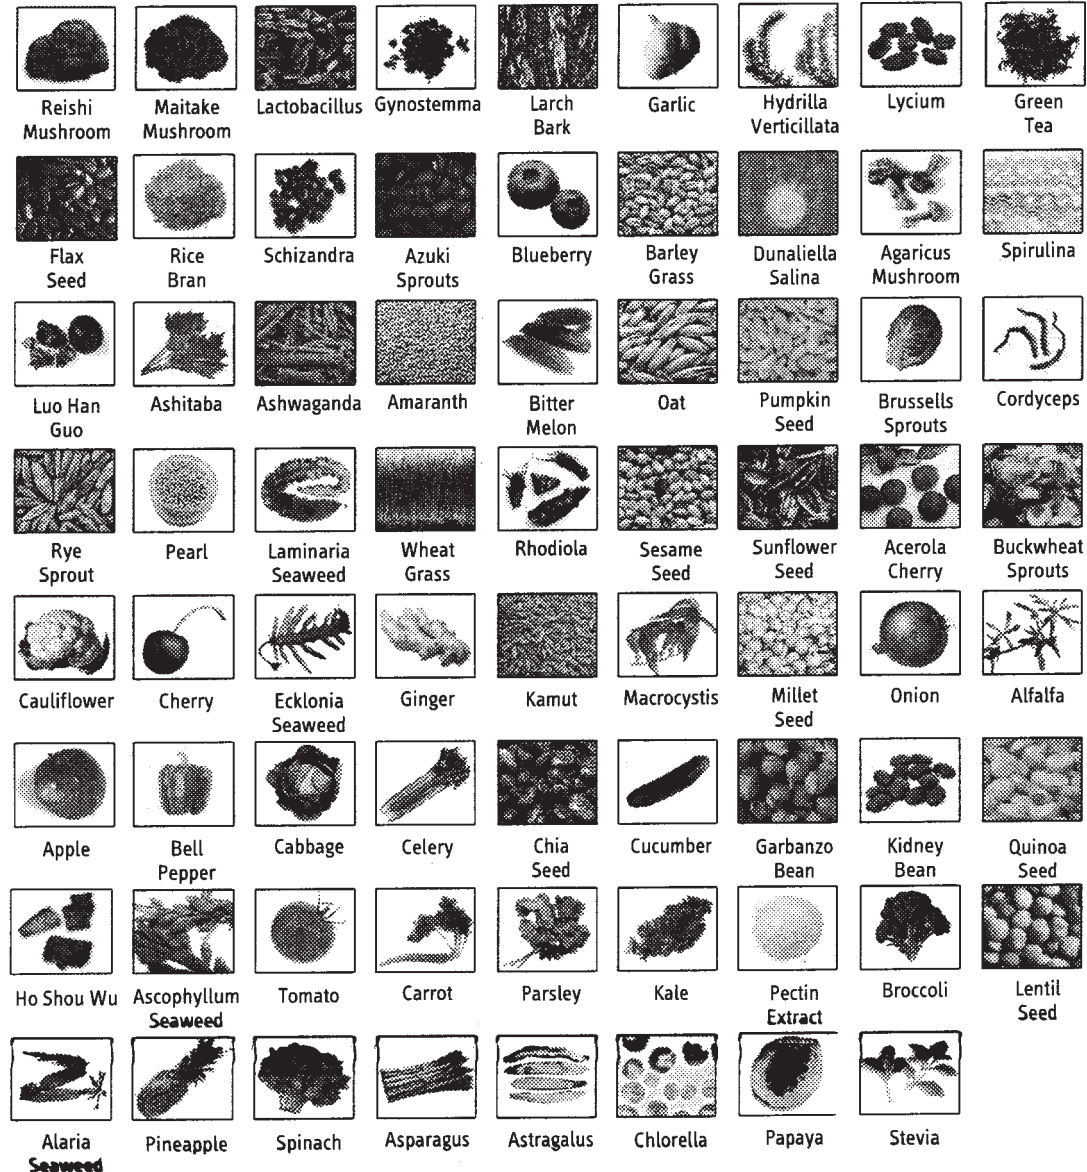 Reishi
Mushroom
Maitake
Mushroom
Lactobacillus
Gynostemma
Larch
Bark
Garlic
Hydrilla
Verticillata
Lycium
Green
Tea
Flax
Seed
Rice
Bran
Schizandra
Azuki
Sprouts
Blueberry
Barley
Grass
Dunaliella
Salina
Agaricus
Mushroom
Spirulina
Luo Han
Guo
Ashitaba
Ashwaganda
Amaranth
Bitter
Melon
Oat
Pumpkin
Seed
Brussells
Sprouts
Cordyceps
Rye
Sprout
Pearl
Laminaria
Seaweed
Wheat
Grass
Rhodiola
Sesame
Seed
Sunflower
Seed
Acerola
Cherry
Buckwheat
Sprouts
Cauliflower
Cherry
Ecklonia
Seaweed
Ginger
Kamut
Macrocystis
Millet
Seed
Onion
Alfalfa
Apple
Bell
Pepper
Cabbage
Celery
Chia
Seed
Cucumber
Garbanzo
Bean
Kidney
Bean
Quinoa
Seed
Ho Shou Wu
Ascophyllum
Seaweed
Tomato
Carrot
Parsley
Kale
Pectin
Extract
Broccoli
Lentil
Seed
Alaria
Seaweed
Pineapple
Spinach
Asparagus
Astragalus
Chlorella
Papaya
Stevia